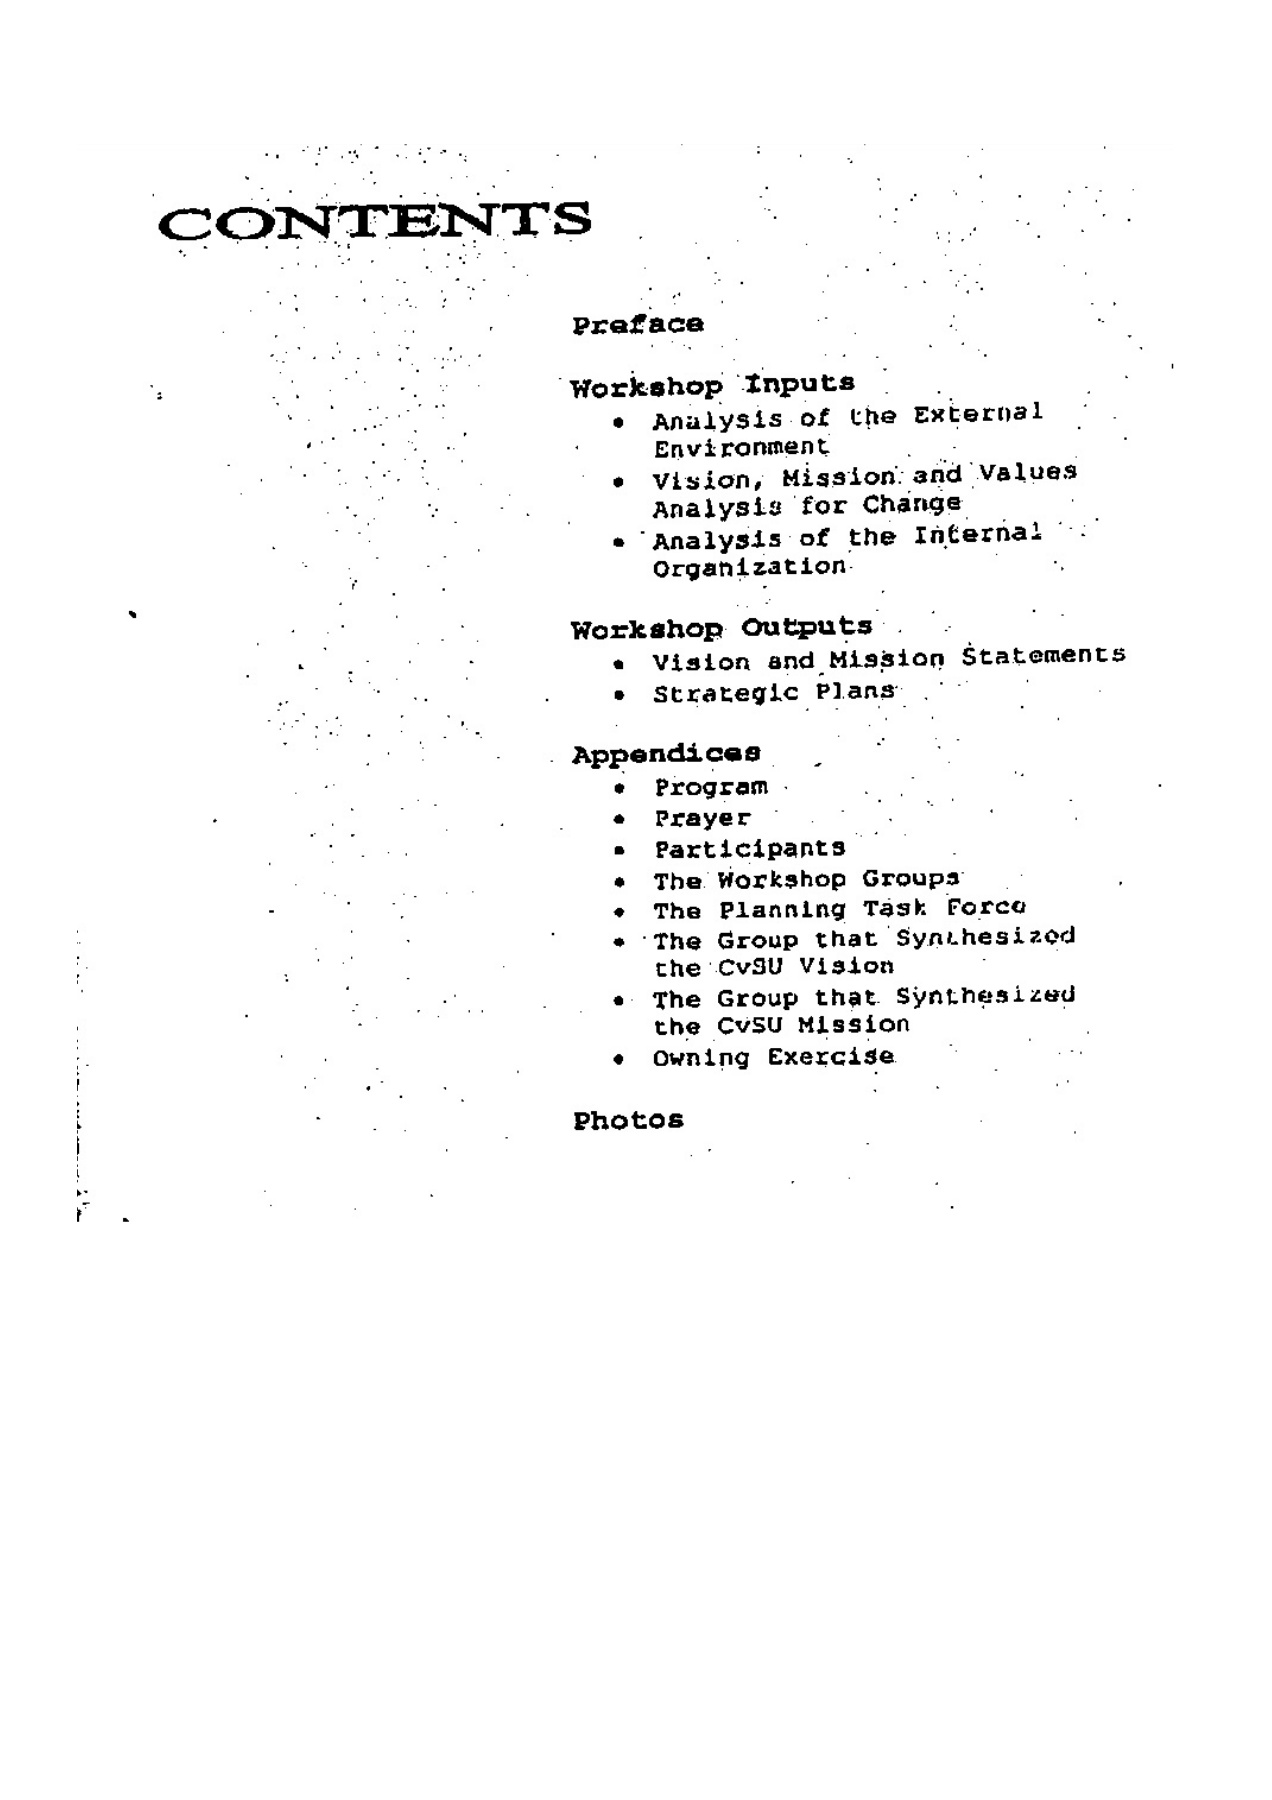 CONTENTS
Preface
Workshop Inputs
• Analysis of the External
Environment
• Vision, Mission and Values
Analysis for Change
• Analysis of the Internal
Organization
Workshop Outputs
• Vision and Mission Statements
• Strategic Plans
Appendices
• Program
• Prayer
• Participants
• The Workshop Groups
• The Planning Task Force
• The Group that Synthesized
the CvSU Vision
• The Group that Synthesized
the CvSU Mission
• Owning Exercise
Photos